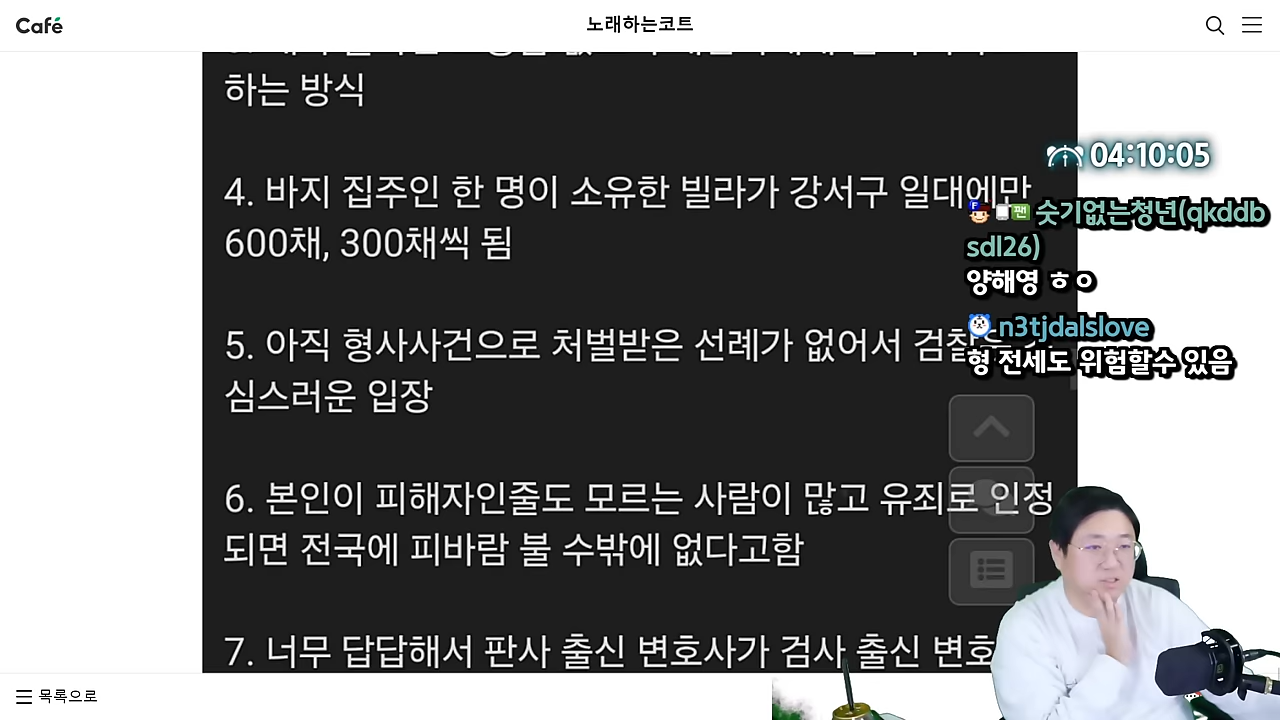 Café
노래하는코트
하는 방식
04:10:05
4. 바지 집주인 한 명이 소유한 빌라가 강서구 일대에만
600채, 300채씩 됨
숫기없는청년(qkddb
sdl26)
양해영 ㅎㅇ
n3tjdalslove
형 전세도 위험할수 있음
5. 아직 형사사건으로 처벌받은 선례가 없어서
심스러운 입장
6. 본인이 피해자인줄도 모르는 사람이 많고 유죄로 인정
되면 전국에 피바람 불 수밖에 없다고함
7. 너무 답답해서 판사 출신 변호사가 검사 출신
목록으로